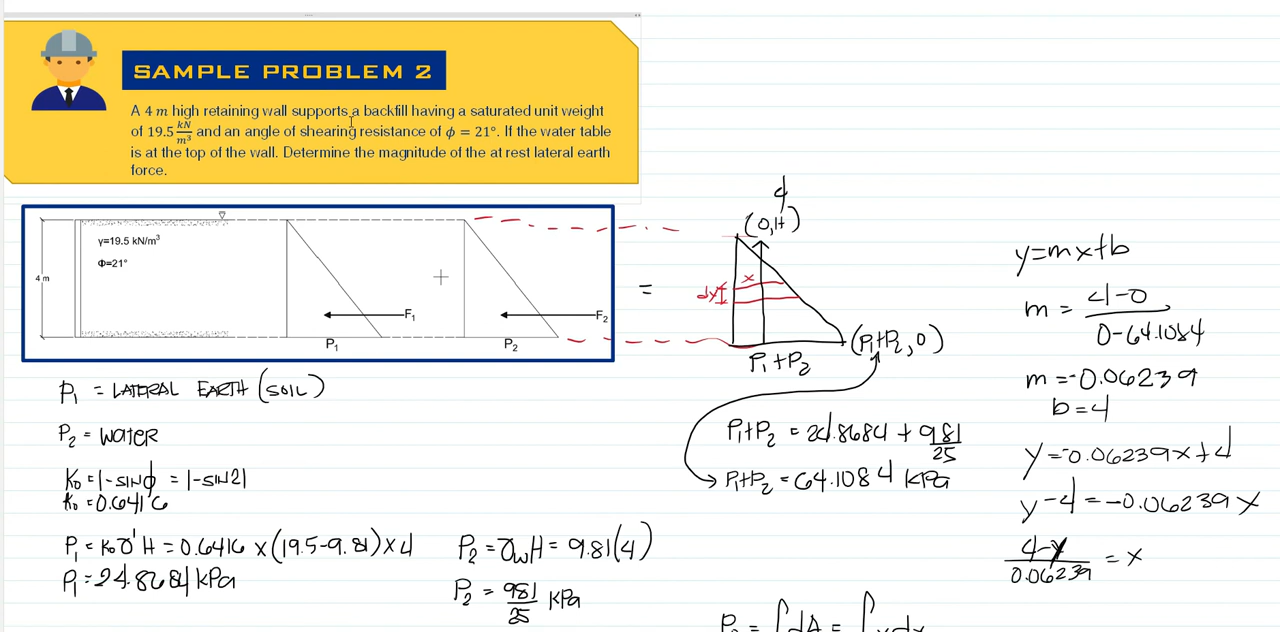 SAMPLE PROBLEM 2
A 4 m high retaining wall supports a backfill having a saturated unit weight
of 19.5 kN/m³ and an angle of shearing resistance of ϕ = 21°. If the water table
is at the top of the wall. Determine the magnitude of the at rest lateral earth
force.
γ=19.5 kN/m³
Φ=21°
4 m
F₁
P₁
+
F₂
P₂
=
4
(0,H)
x
dy
P₁+P₂
(P₁+P₂, 0)
P₁ = LATERAL EARTH (SOIL)
P₂ = WATER
K₀ = 1-sinϕ = 1-sin21
K₀ = 0.6416
P₁ = K₀ γ' H = 0.6416 × (19.5-9.81) × 4
P₁ = 24.8684 kPa
P₂ = γw H = 9.81(4)
P₂ = 981/25 kPa
P₁+P₂ = 24.8684 + 981/25
P₁+P₂ = 64.1084 kPa
y=mx+b
m = 4-0/0-64.1084
m = -0.06239
b = 4
y = -0.06239x+4
y-4 = -0.06239x
4-y/0.06239 = x
P₀ = ∫dA = ∫xdy